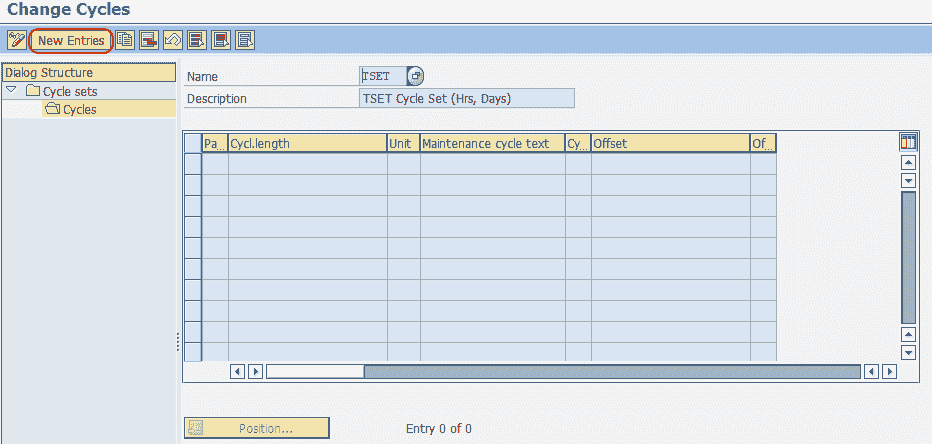 Change Cycles
New Entries
Dialog Structure
Cycle sets
Cycles
Name TSET
Description TSET Cycle Set (Hrs, Days)
Pa... Cycl.length Unit Maintenance cycle text Cy... Offset Of...
Position... Entry 0 of 0